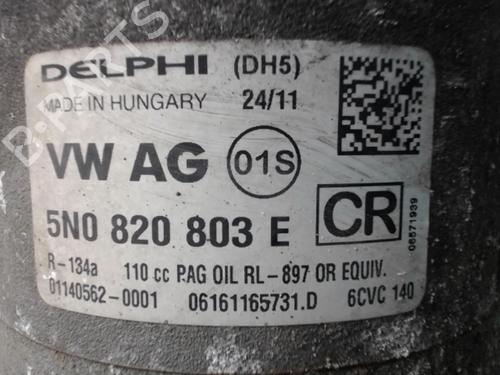 DELPHI (DH5)
MADE IN HUNGARY 24/11
VW AG 01S
5N0 820 803 E CR
06571939
R-134a 110 cc PAG OIL RL-897 OR EQUIV.
01140562-0001 06161165731.D 6CVC 140
B-PARTS